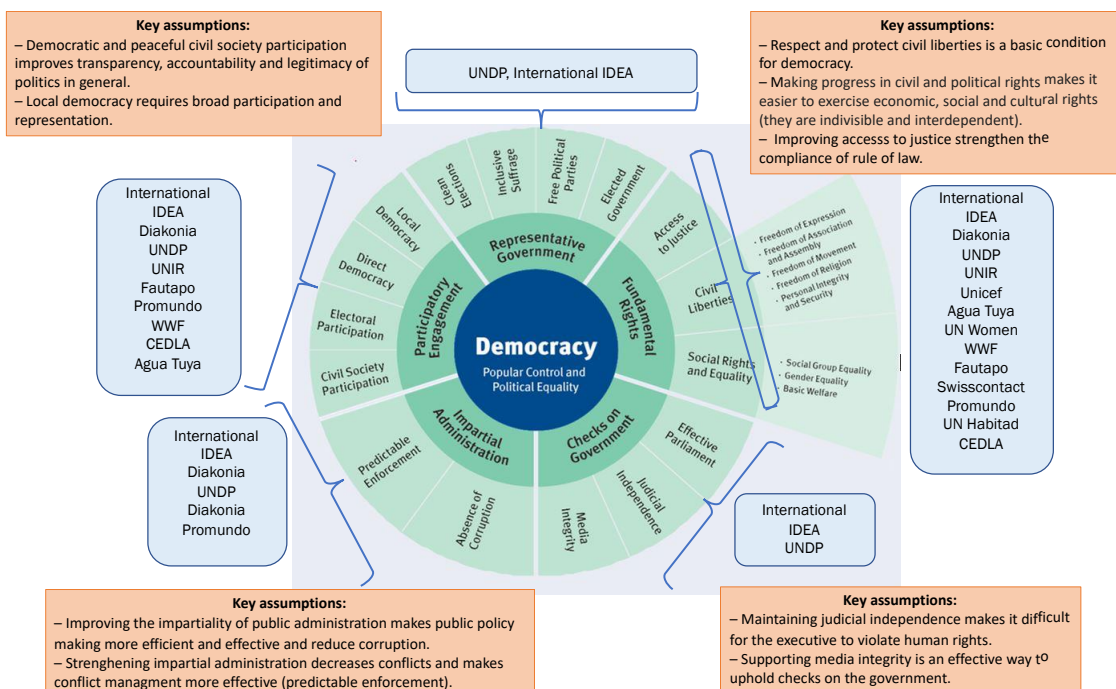 Key assumptions:
– Democratic and peaceful civil society participation
improves transparency, accountability and legitimacy of
politics in general.
– Local democracy requires broad participation and
representation.
UNDP, International IDEA
Key assumptions:
– Respect and protect civil liberties is a basic condition
for democracy.
– Making progress in civil and political rights makes it
easier to exercise economic, social and cultural rights
(they are indivisible and interdependent).
– Improving accesss to justice strengthen the
compliance of rule of law.
International
IDEA
Diakonia
UNDP
UNIR
Fautapo
Promundo
WWF
CEDLA
Agua Tuya
International
IDEA
Diakonia
UNDP
Diakonia
Promundo
Democracy
Popular Control and
Political Equality
Representative
Government
Clean
Elections
Inclusive
Suffrage
Free Political
Parties
Elected
Government
Fundamental
Rights
Access
to Justice
Civil
Liberties
Social Rights
and Equality
· Freedom of Expression
· Freedom of Association
and Assembly
· Freedom of Movement
· Freedom of Religion
· Personal Integrity
and Security
· Social Group Equality
· Gender Equality
· Basic Welfare
Checks on
Government
Effective
Parliament
Judicial
Independence
Media
Integrity
Impartial
Administration
Absence of
Corruption
Predictable
Enforcement
Participatory
Engagement
Civil Society
Participation
Electoral
Participation
Direct
Democracy
Local
Democracy
International
IDEA
Diakonia
UNDP
UNIR
Unicef
Agua Tuya
UN Women
WWF
Fautapo
Swisscontact
Promundo
UN Habitad
CEDLA
International
IDEA
UNDP
Key assumptions:
– Improving the impartiality of public administration makes public policy
making more efficient and effective and reduce corruption.
– Strenghening impartial administration decreases conflicts and makes
conflict managment more effective (predictable enforcement).
Key assumptions:
– Maintaining judicial independence makes it difficult
for the executive to violate human rights.
– Supporting media integrity is an effective way to
uphold checks on the government.